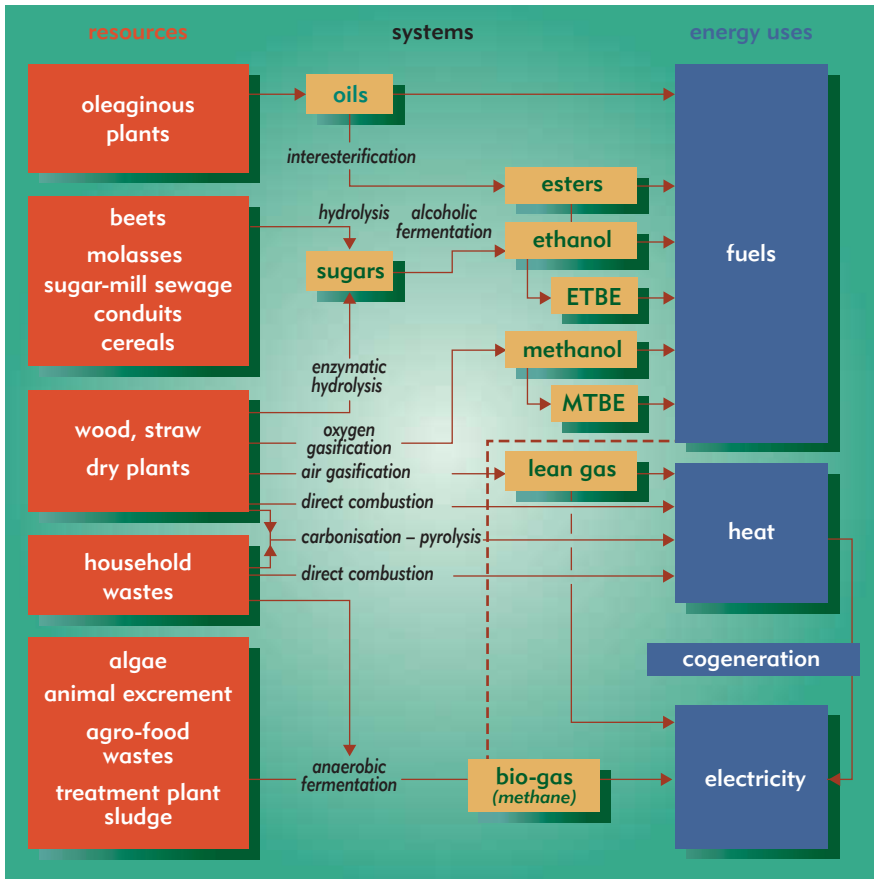 resources
systems
energy uses
oleaginous
plants
oils
interesterification
esters
beets
molasses
sugar-mill sewage
conduits
cereals
hydrolysis
alcoholic
fermentation
sugars
ethanol
ETBE
fuels
enzymatic
hydrolysis
methanol
MTBE
wood, straw
dry plants
oxygen
gasification
air gasification
lean gas
direct combustion
carbonisation – pyrolysis
heat
household
wastes
direct combustion
cogeneration
algae
animal excrement
agro-food
wastes
treatment plant
sludge
anaerobic
fermentation
bio-gas
(methane)
electricity